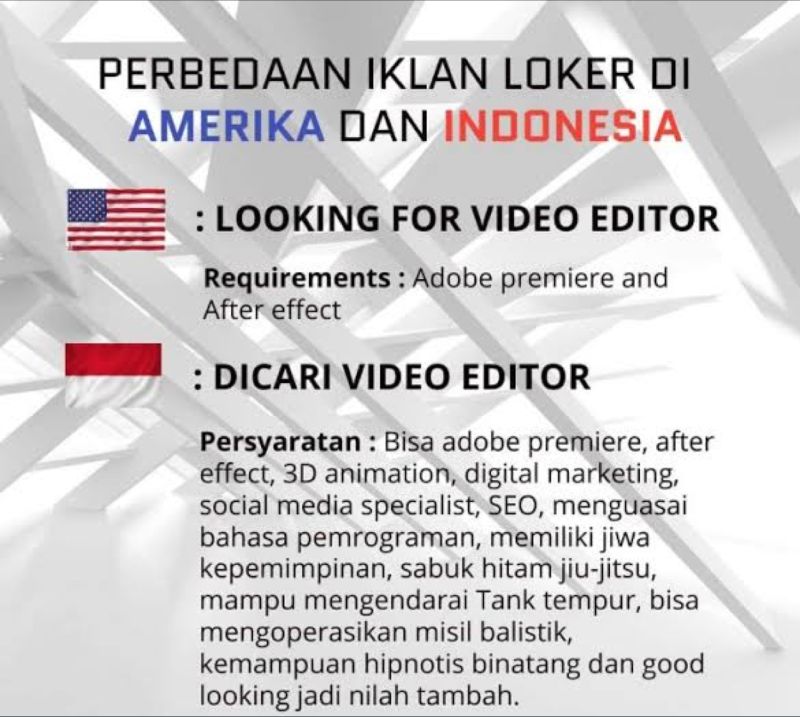 PERBEDAAN IKLAN LOKER DI
AMERIKA DAN INDONESIA
: LOOKING FOR VIDEO EDITOR
Requirements : Adobe premiere and
After effect
: DICARI VIDEO EDITOR
Persyaratan : Bisa adobe premiere, after
effect, 3D animation, digital marketing,
social media specialist, SEO, menguasai
bahasa pemrograman, memiliki jiwa
kepemimpinan, sabuk hitam jiu-jitsu,
mampu mengendarai Tank tempur, bisa
mengoperasikan misil balistik,
kemampuan hipnotis binatang dan good
looking jadi nilah tambah.